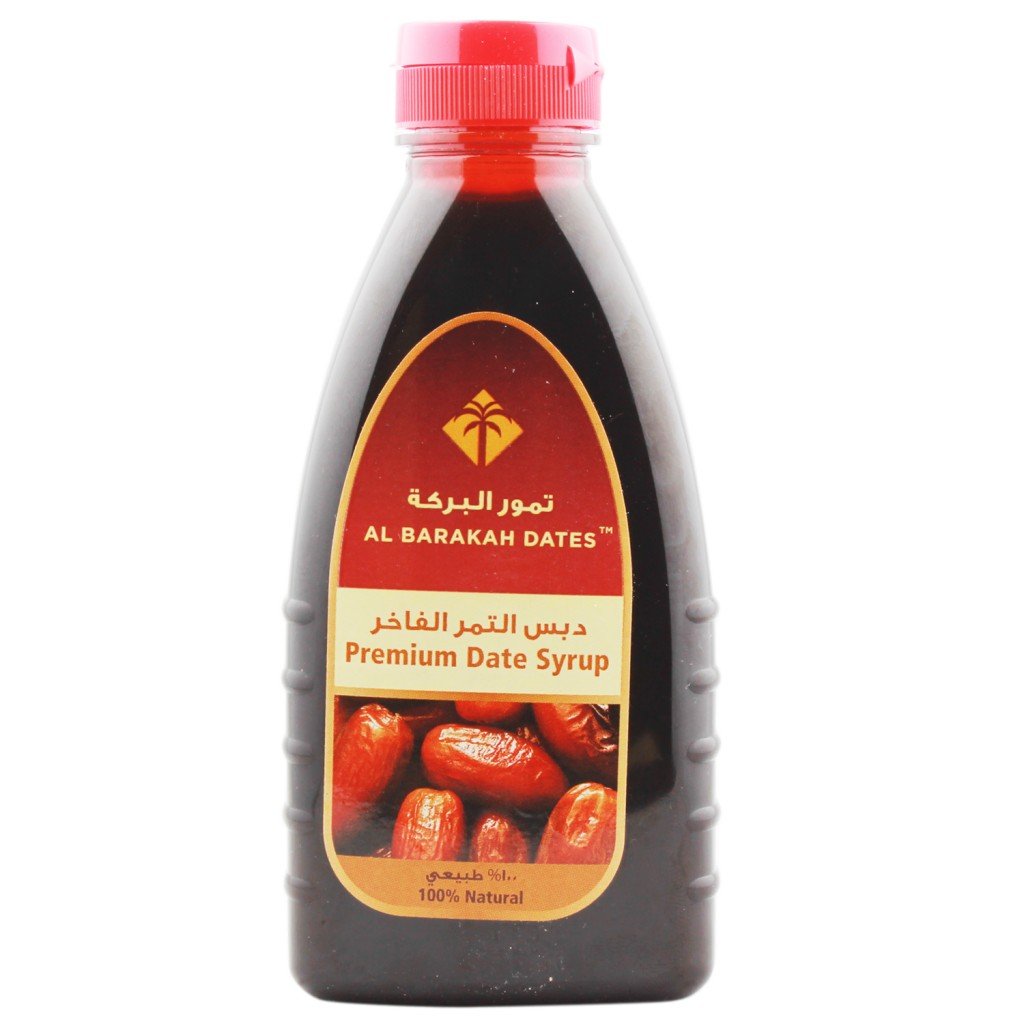 تمور البركة
AL BARAKAH DATES™
دبس التمر الفاخر
Premium Date Syrup
١٠٠% طبيعي
100% Natural